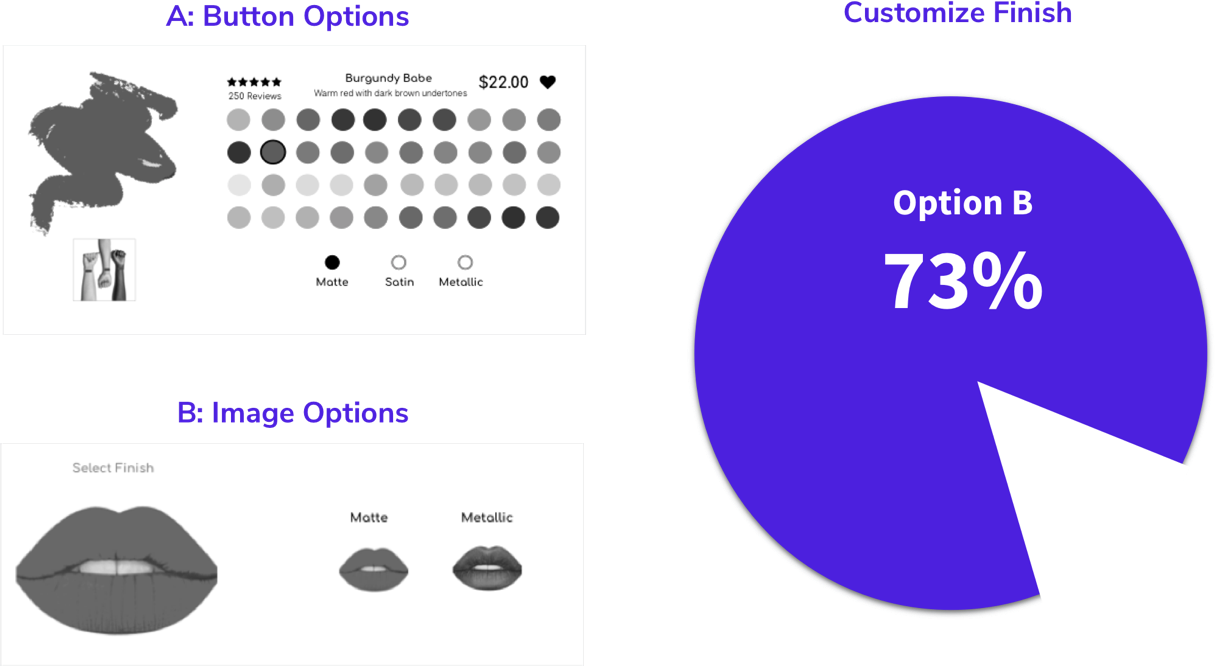 A: Button Options
Customize Finish
★★★★★
250 Reviews
Burgundy Babe
Warm red with dark brown undertones
$22.00
Matte
Satin
Metallic
Option B
73%
B: Image Options
Select Finish
Matte
Metallic